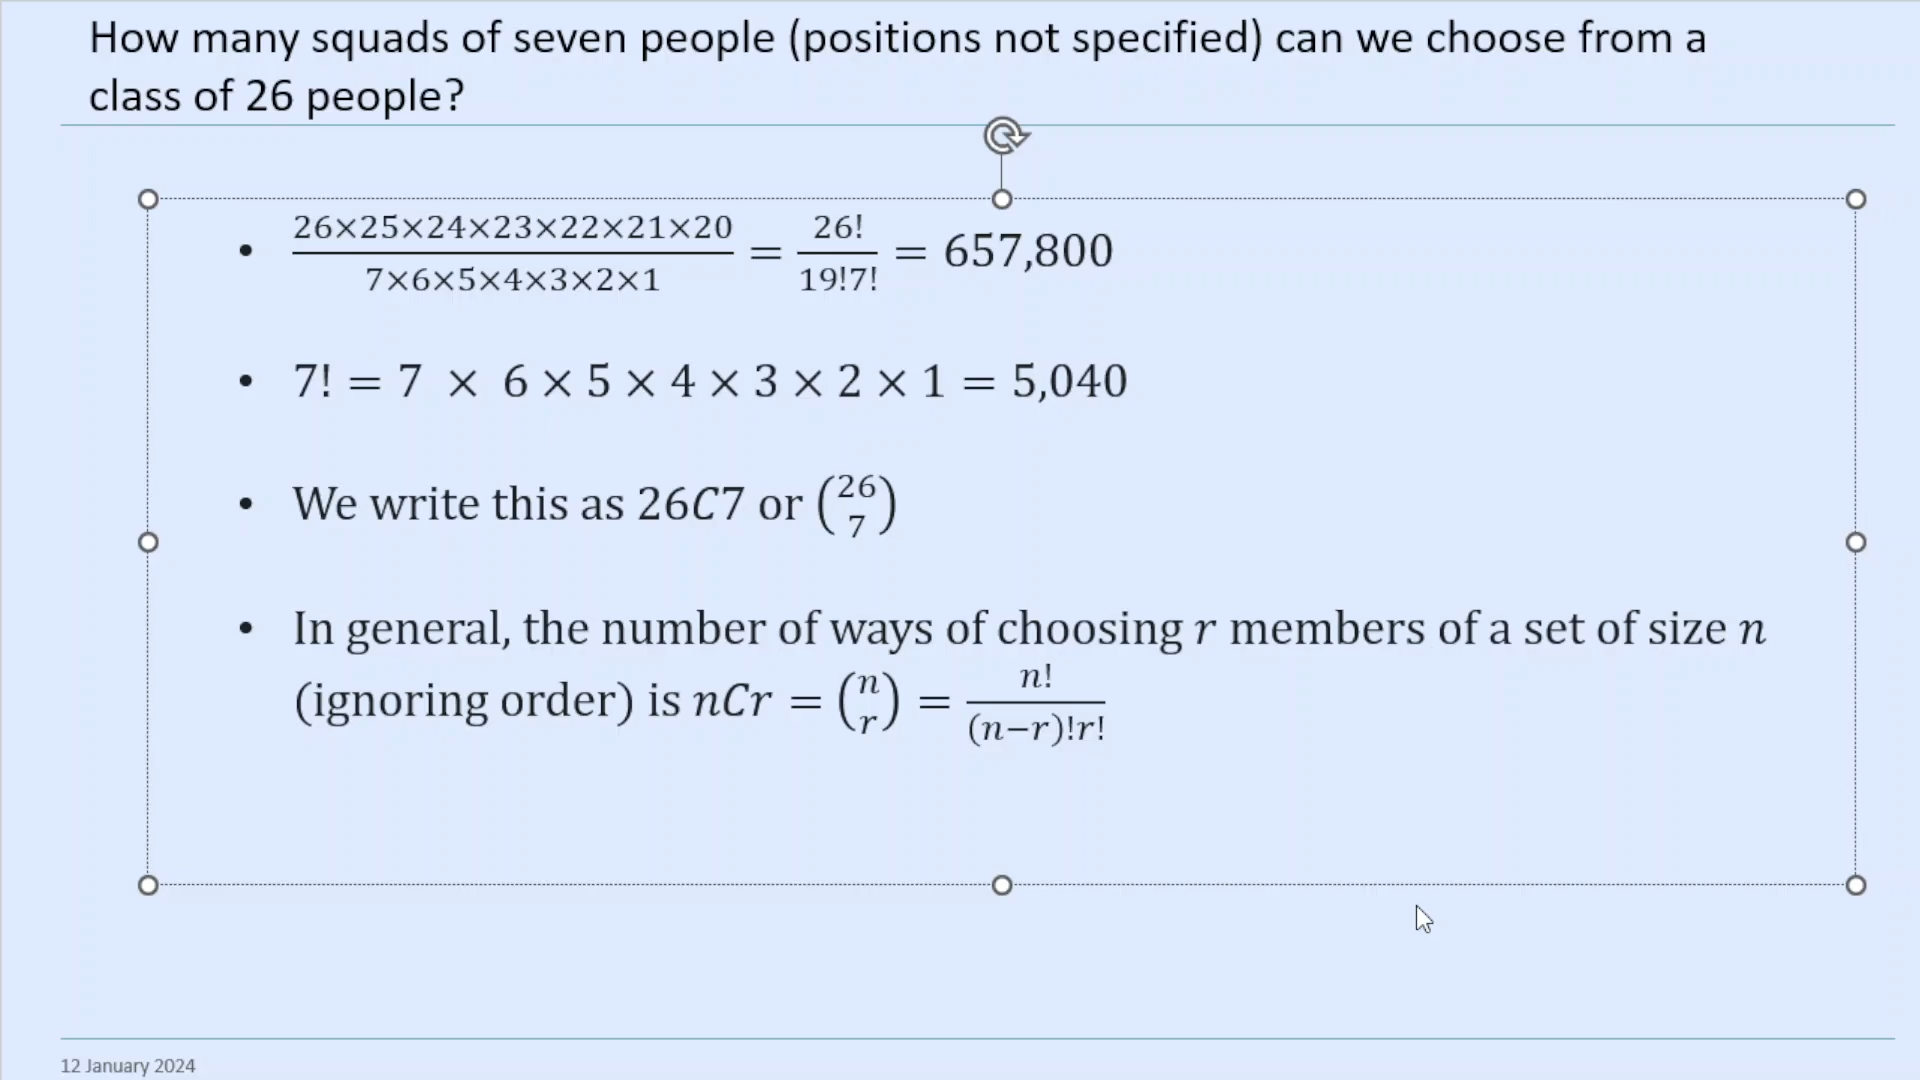 How many squads of seven people (positions not specified) can we choose from a
class of 26 people?
• 26×25×24×23×22×21×20 / 7×6×5×4×3×2×1 = 26! / 19!7! = 657,800
• 7! = 7 × 6 × 5 × 4 × 3 × 2 × 1 = 5,040
• We write this as 26C7 or (26 7)
• In general, the number of ways of choosing r members of a set of size n
(ignoring order) is nCr = (n r) = n! / (n−r)!r!
12 January 2024